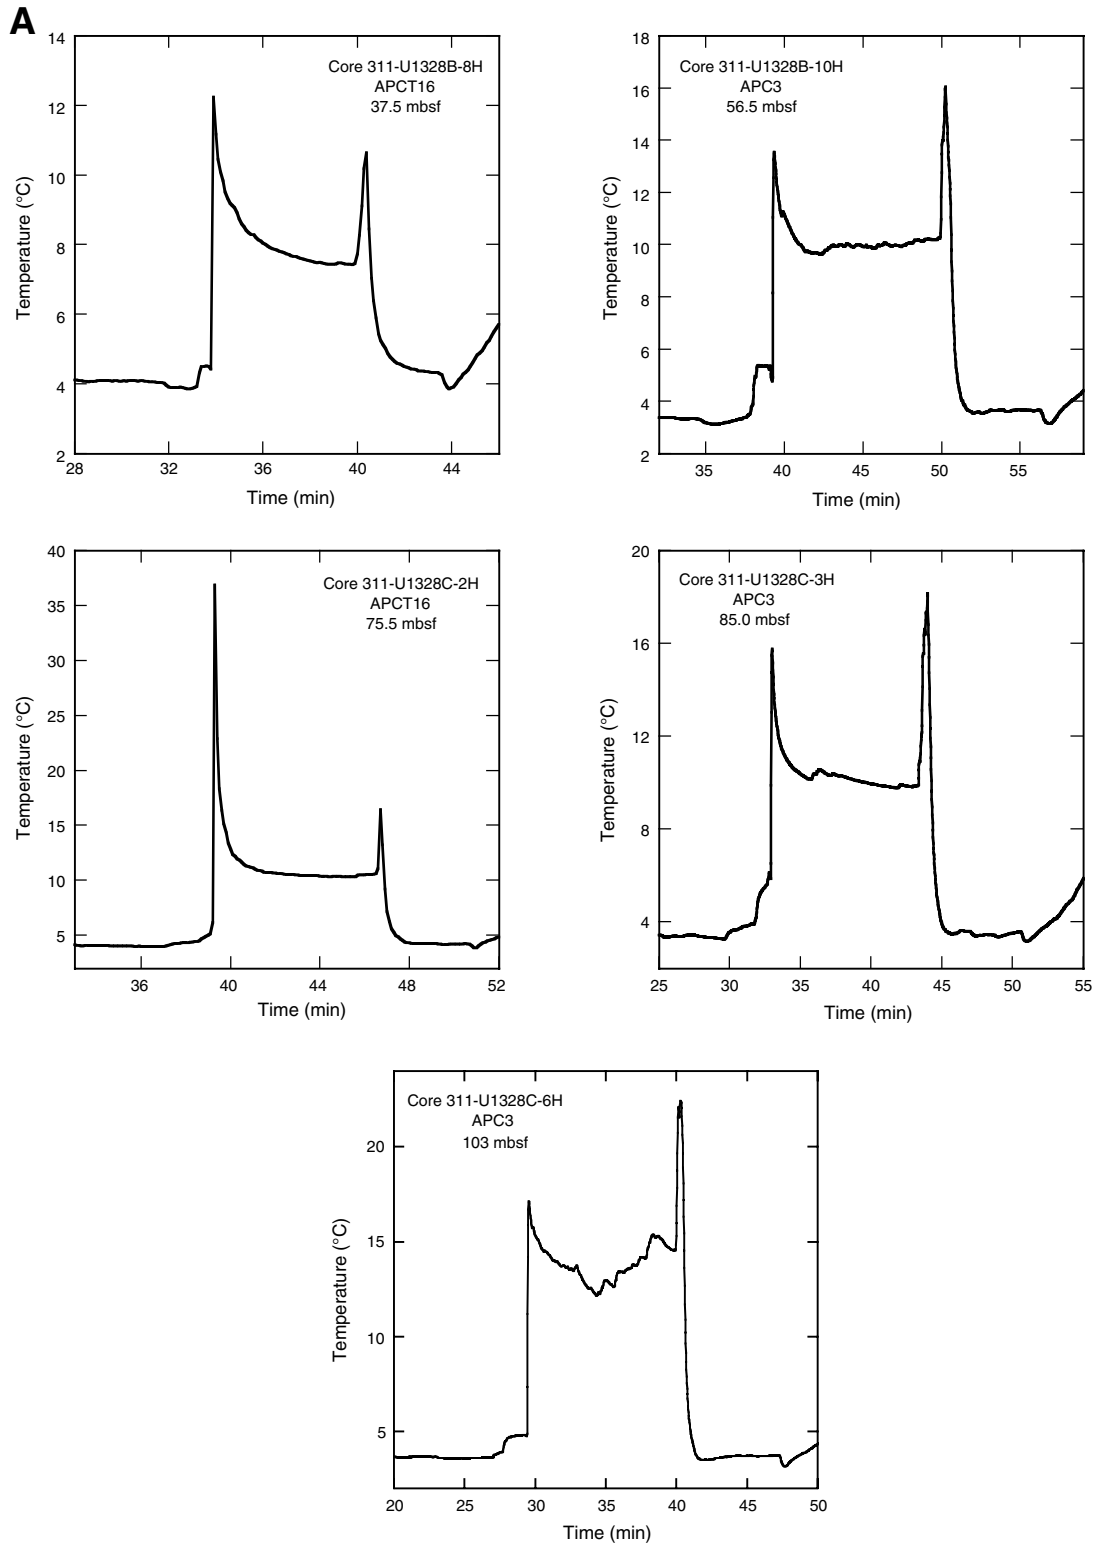 A
Core 311-U1328B-8H
APCT16
37.5 mbsf
14
12
10
8
6
4
2
Temperature (°C)
28 32 36 40 44
Time (min)
Core 311-U1328B-10H
APC3
56.5 mbsf
18
16
14
12
10
8
6
4
2
Temperature (°C)
35 40 45 50 55
Time (min)
Core 311-U1328C-2H
APCT16
75.5 mbsf
40
35
30
25
20
15
10
5
Temperature (°C)
36 40 44 48 52
Time (min)
Core 311-U1328C-3H
APC3
85.0 mbsf
20
16
12
8
4
Temperature (°C)
25 30 35 40 45 50 55
Time (min)
Core 311-U1328C-6H
APC3
103 mbsf
20
15
10
5
Temperature (°C)
20 25 30 35 40 45 50
Time (min)